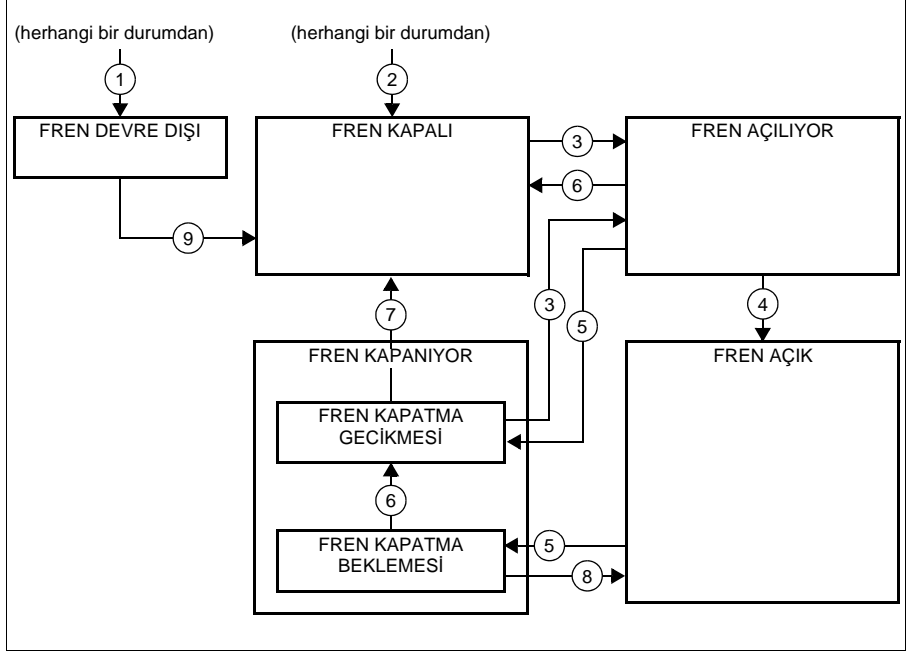 (herhangi bir durumdan)
(herhangi bir durumdan)
1
2
FREN DEVRE DIŞI
FREN KAPALI
FREN AÇILIYOR
3
6
9
7
3
5
4
FREN KAPANIYOR
FREN AÇIK
FREN KAPATMA
GECİKMESİ
6
FREN KAPATMA
BEKLEMESİ
5
8